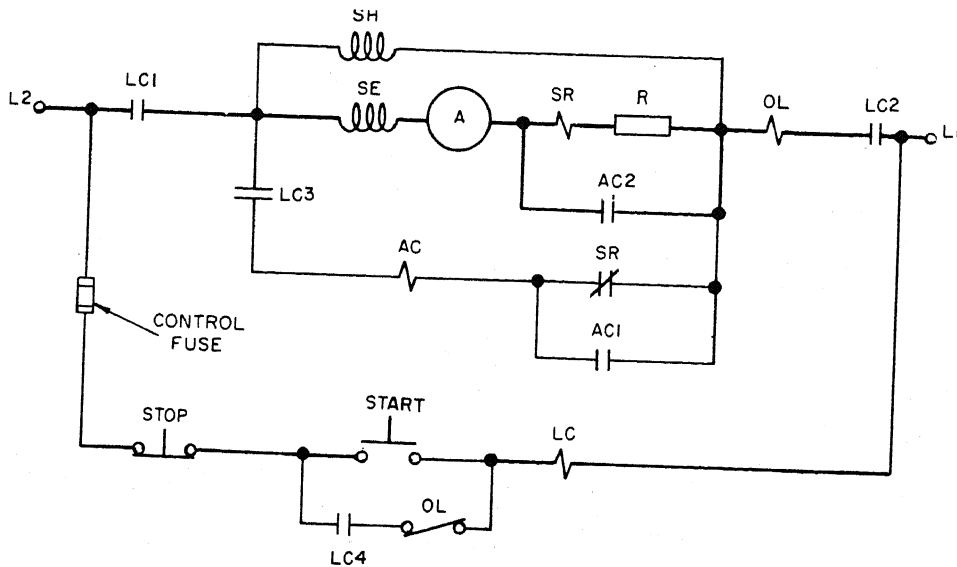 SH
LC1
L2
SE
A
SR
R
OL
LC2
LC3
AC2
AC
SR
AC1
CONTROL
FUSE
STOP
START
LC
OL
LC4